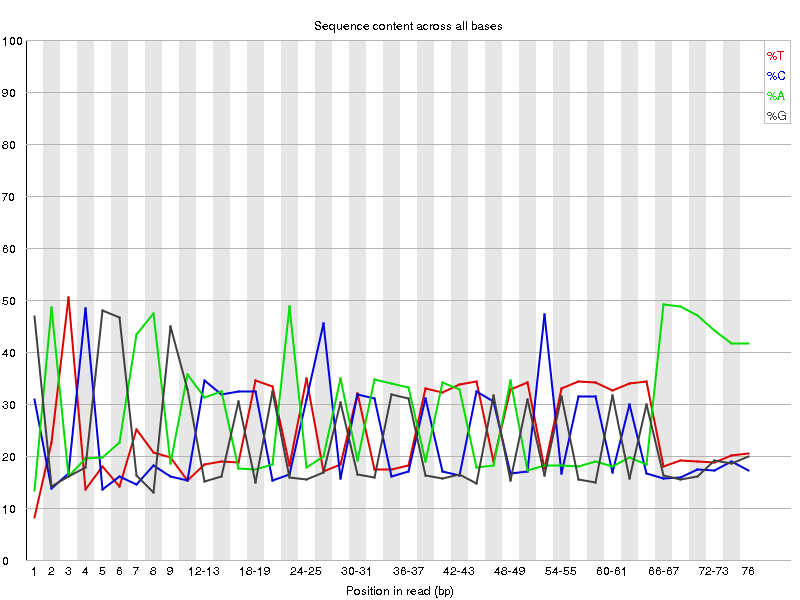 Sequence content across all bases
100
90
80
70
60
50
40
30
20
10
0
%T
%C
%A
%G
1 2 3 4 5 6 7 8 9 12-13 18-19 24-25 30-31 36-37 42-43 48-49 54-55 60-61 66-67 72-73 76
Position in read (bp)